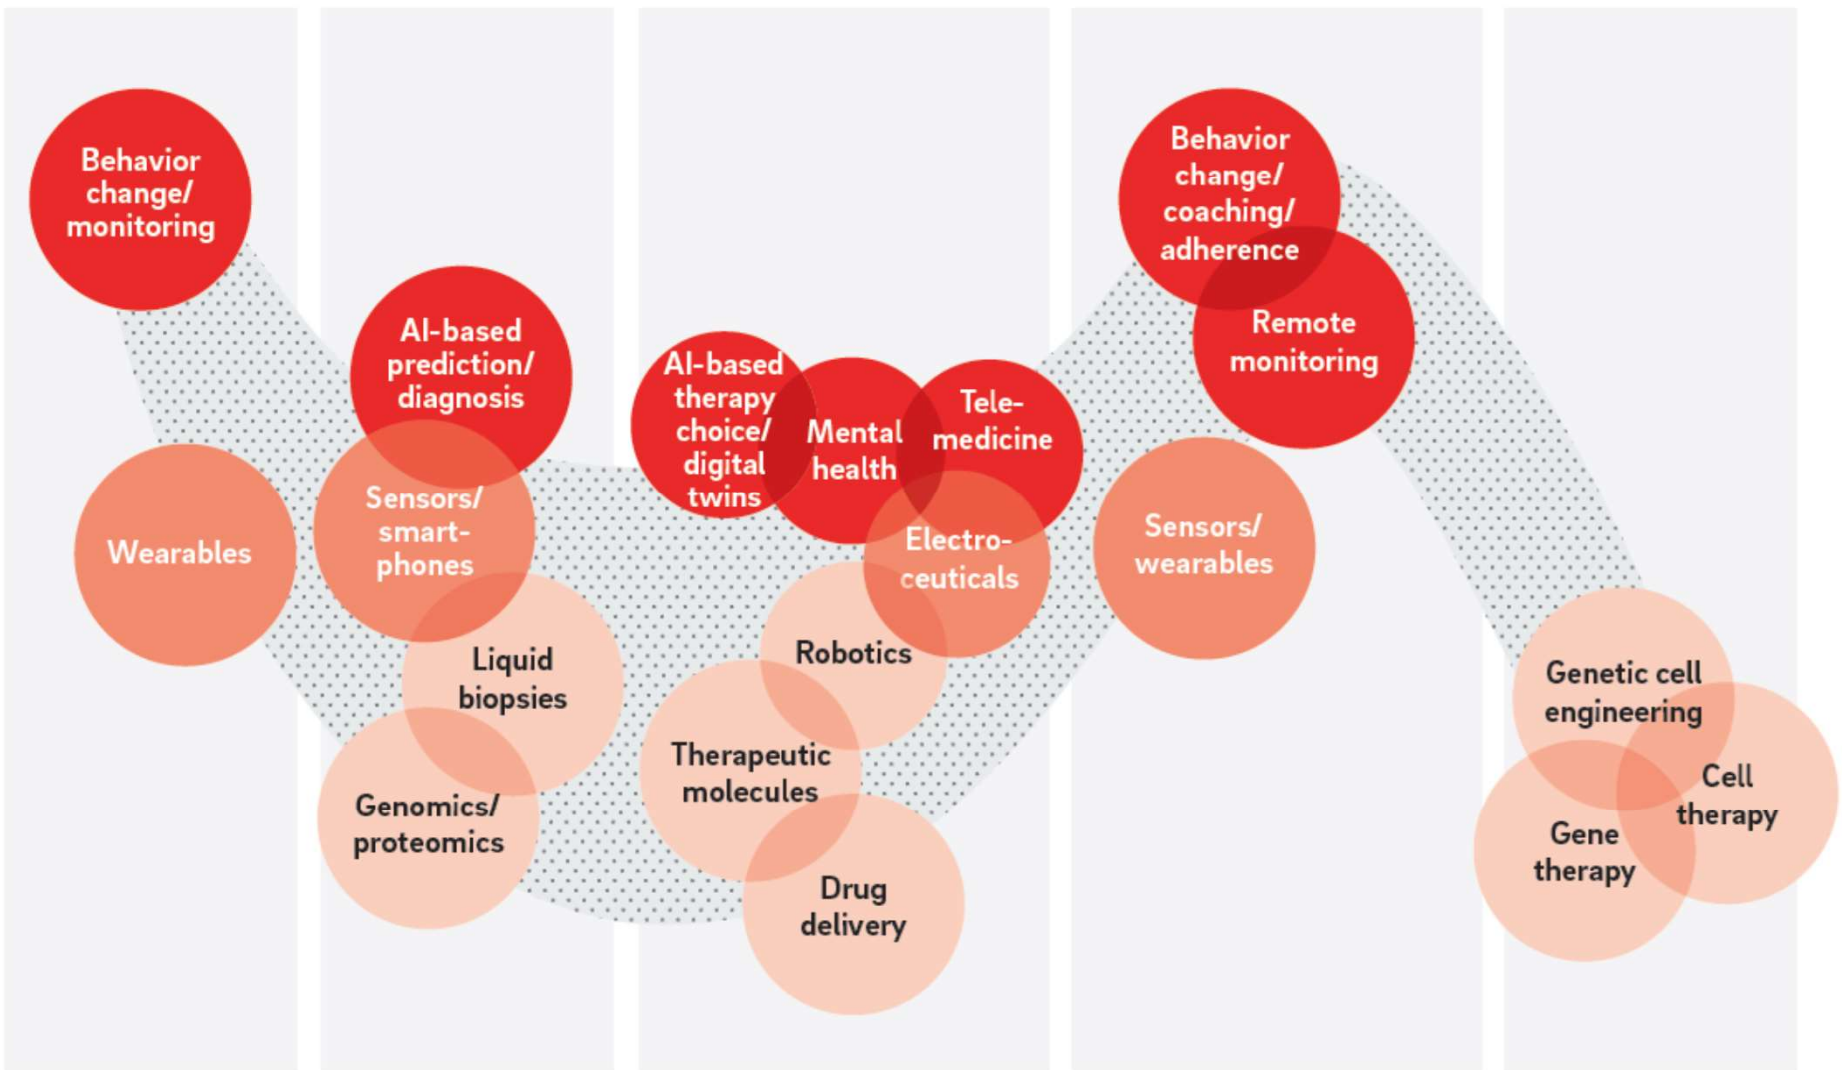 Behavior
change/
monitoring
Wearables
AI-based
prediction/
diagnosis
Sensors/
smart-
phones
Liquid
biopsies
Genomics/
proteomics
AI-based
therapy
choice/
digital
twins
Mental
health
Tele-
medicine
Electro-
ceuticals
Robotics
Therapeutic
molecules
Drug
delivery
Behavior
change/
coaching/
adherence
Remote
monitoring
Sensors/
wearables
Genetic cell
engineering
Cell
therapy
Gene
therapy